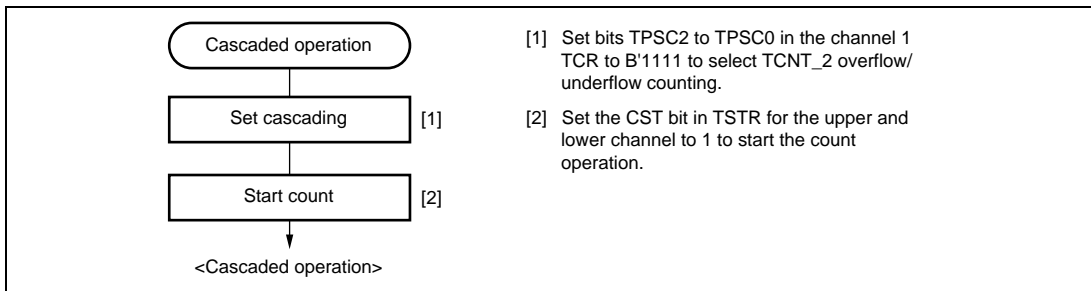 Cascaded operation
Set cascading
[1]
Start count
[2]
<Cascaded operation>
[1] Set bits TPSC2 to TPSC0 in the channel 1
TCR to B'1111 to select TCNT_2 overflow/
underflow counting.
[2] Set the CST bit in TSTR for the upper and
lower channel to 1 to start the count
operation.